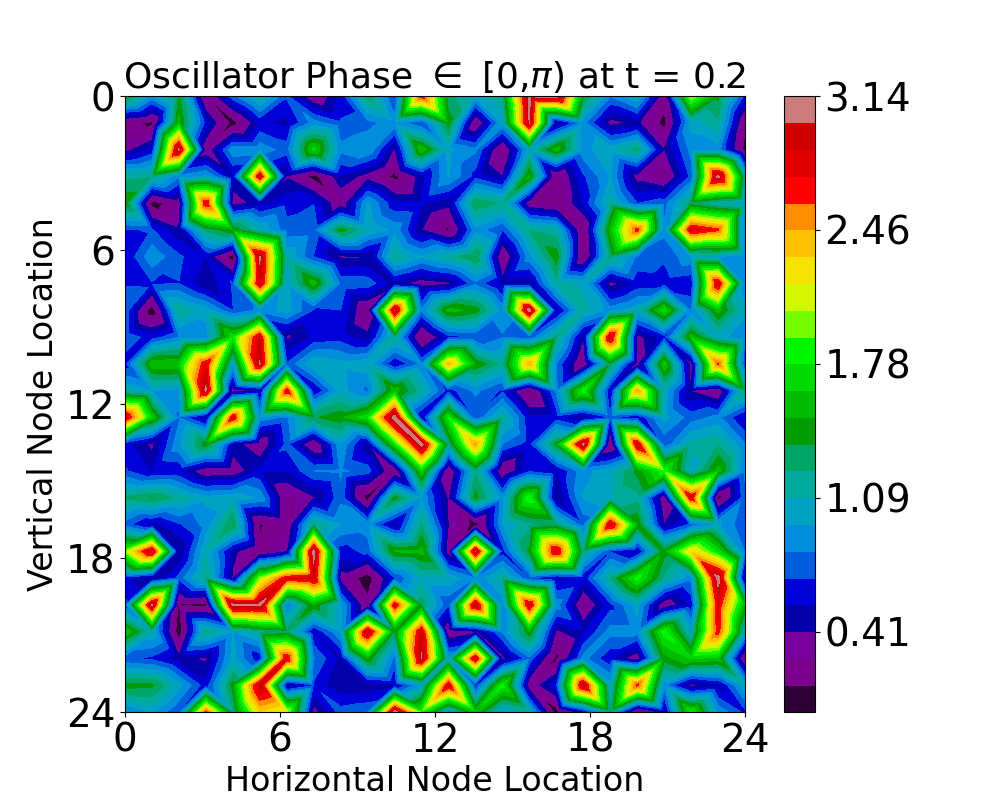 Oscillator Phase ∈ [0,π) at t = 0.2
0
6
12
18
24
0 6 12 18 24
Vertical Node Location
Horizontal Node Location
3.14
2.46
1.78
1.09
0.41